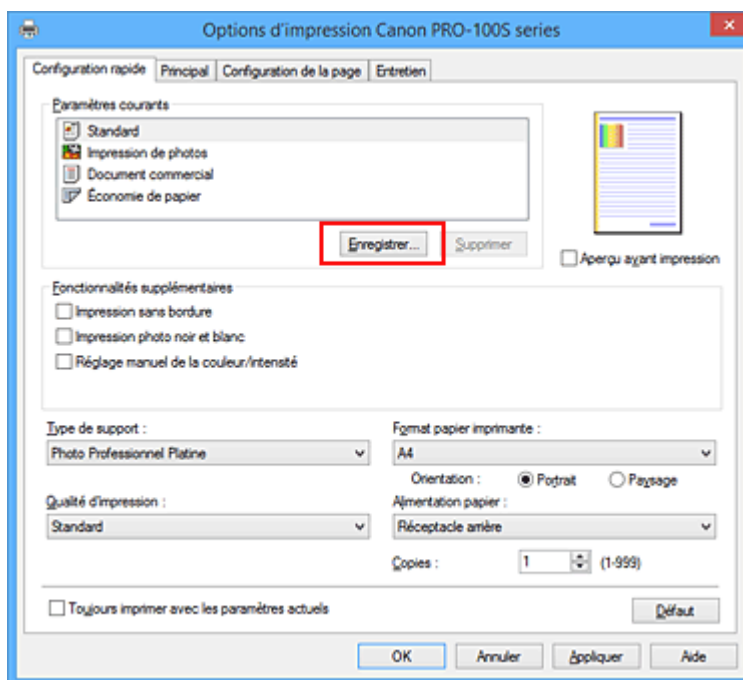 Options d'impression Canon PRO-100S series
Configuration rapide Principal Configuration de la page Entretien
Paramètres courants
Standard
Impression de photos
Document commercial
Économie de papier
Enregistrer... Supprimer
Aperçu avant impression
Fonctionnalités supplémentaires
Impression sans bordure
Impression photo noir et blanc
Réglage manuel de la couleur/intensité
Type de support : Format papier imprimante :
Photo Professionnel Platine A4
Orientation : Portrait Paysage
Qualité d'impression : Alimentation papier :
Standard Réceptacle arrière
Copies : 1 (1-999)
Toujours imprimer avec les paramètres actuels Défaut
OK Annuler Appliquer Aide